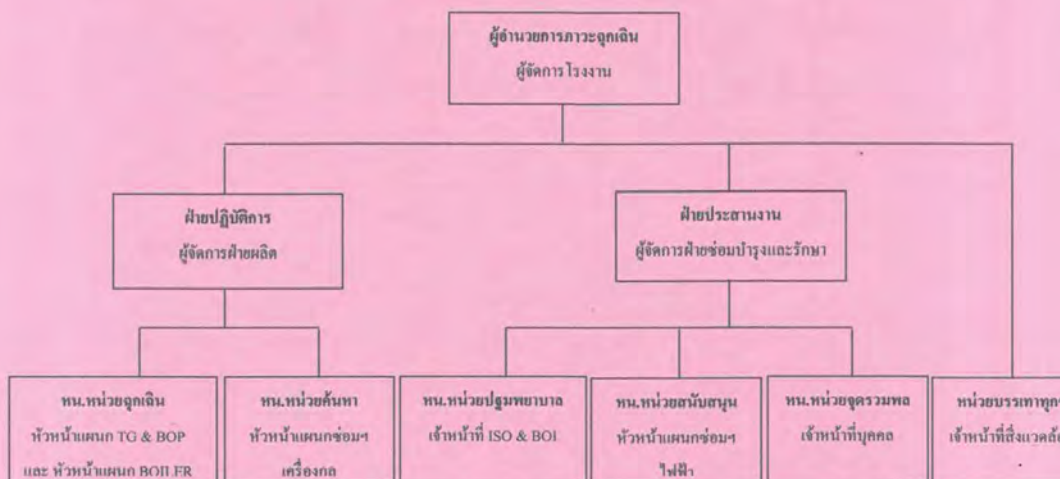 ผู้อำนวยการภาวะฉุกเฉิน
ผู้จัดการโรงงาน
ฝ่ายปฏิบัติการ
ผู้จัดการฝ่ายผลิต
ฝ่ายประสานงาน
ผู้จัดการฝ่ายซ่อมบำรุงและรักษา
หน.หน่วยฉุกเฉิน
หัวหน้าแผนก TG & BOP
และ หัวหน้าแผนก BOILER
หน.หน่วยค้นหา
หัวหน้าแผนกซ่อมฯ
เครื่องกล
หน.หน่วยปฐมพยาบาล
เจ้าหน้าที่ ISO & BOI
หน.หน่วยสนับสนุน
หัวหน้าแผนกซ่อมฯ
ไฟฟ้า
หน.หน่วยจุดรวมพล
เจ้าหน้าที่บุคคล
หน่วยบรรเทาทุก
เจ้าหน้าที่สิ่งแวดล้